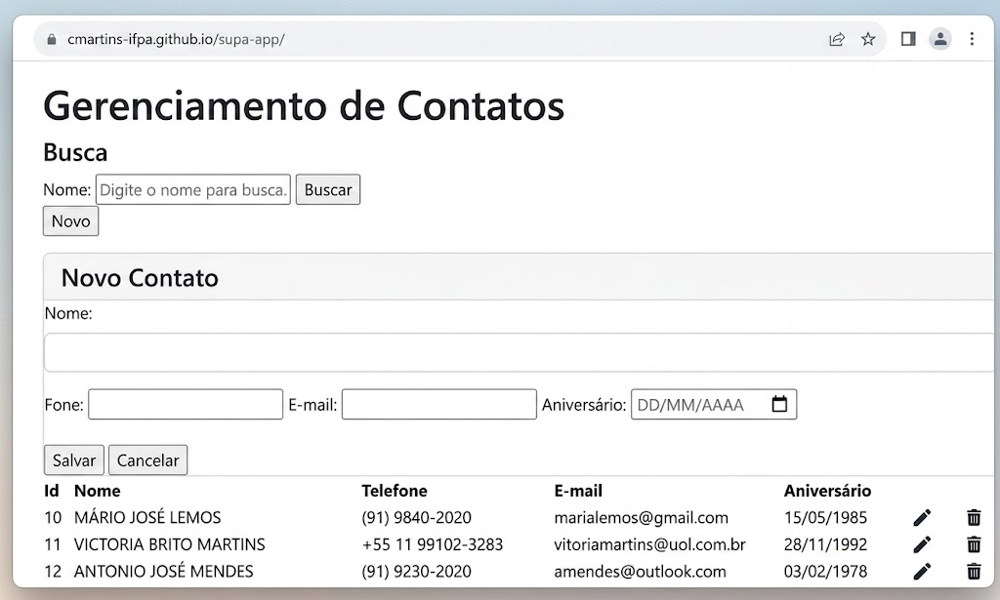 cmartins-ifpa.github.io/supa-app/
Gerenciamento de Contatos
Busca
Nome: Digite o nome para busca. Buscar
Novo
Novo Contato
Nome:
Fone: E-mail: Aniversário: DD/MM/AAAA
Salvar Cancelar
Id Nome Telefone E-mail Aniversário
10 MÁRIO JOSÉ LEMOS (91) 9840-2020 marialemos@gmail.com 15/05/1985
11 VICTORIA BRITO MARTINS +55 11 99102-3283 vitoriamartins@uol.com.br 28/11/1992
12 ANTONIO JOSÉ MENDES (91) 9230-2020 amendes@outlook.com 03/02/1978